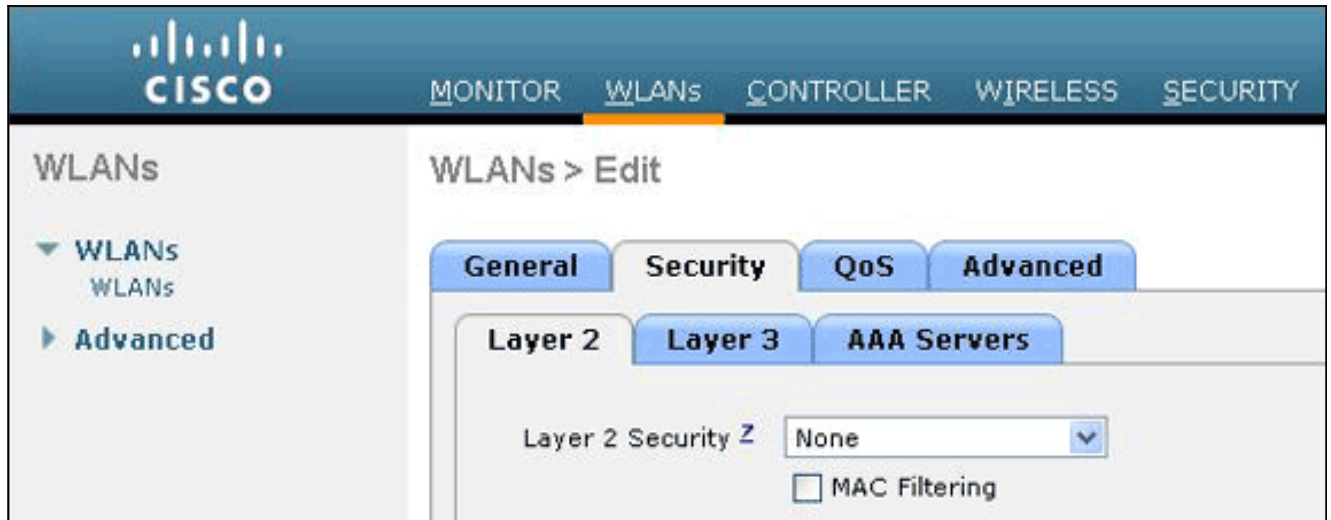 CISCO
MONITOR WLANs CONTROLLER WIRELESS SECURITY
WLANs
WLANs
WLANs
Advanced
WLANs > Edit
General Security QoS Advanced
Layer 2 Layer 3 AAA Servers
Layer 2 Security Z None
MAC Filtering